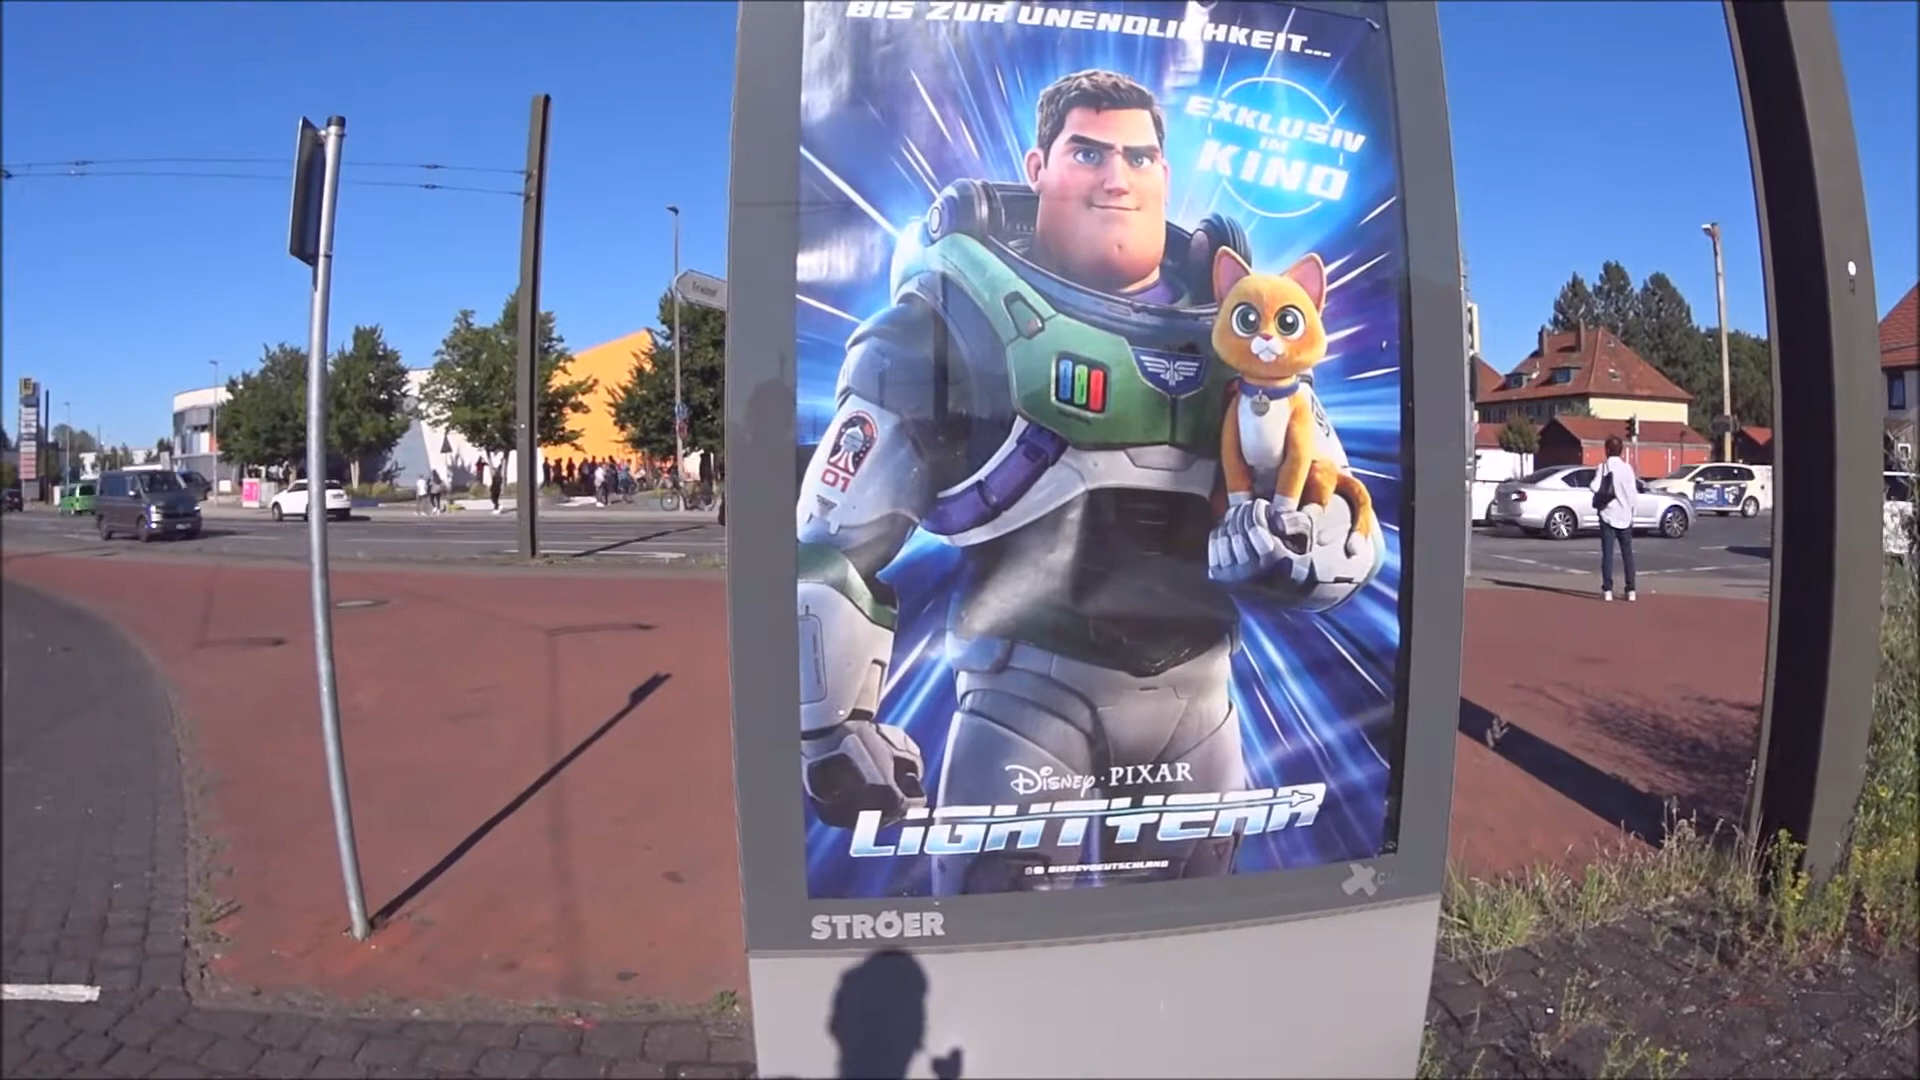 BIS ZUR UNENDLICHKEIT...
EXKLUSIV
IM
KINO
01
Disney · PIXAR
LIGHTYEAR
DISNEYDEUTSCHLAND
STRÖER